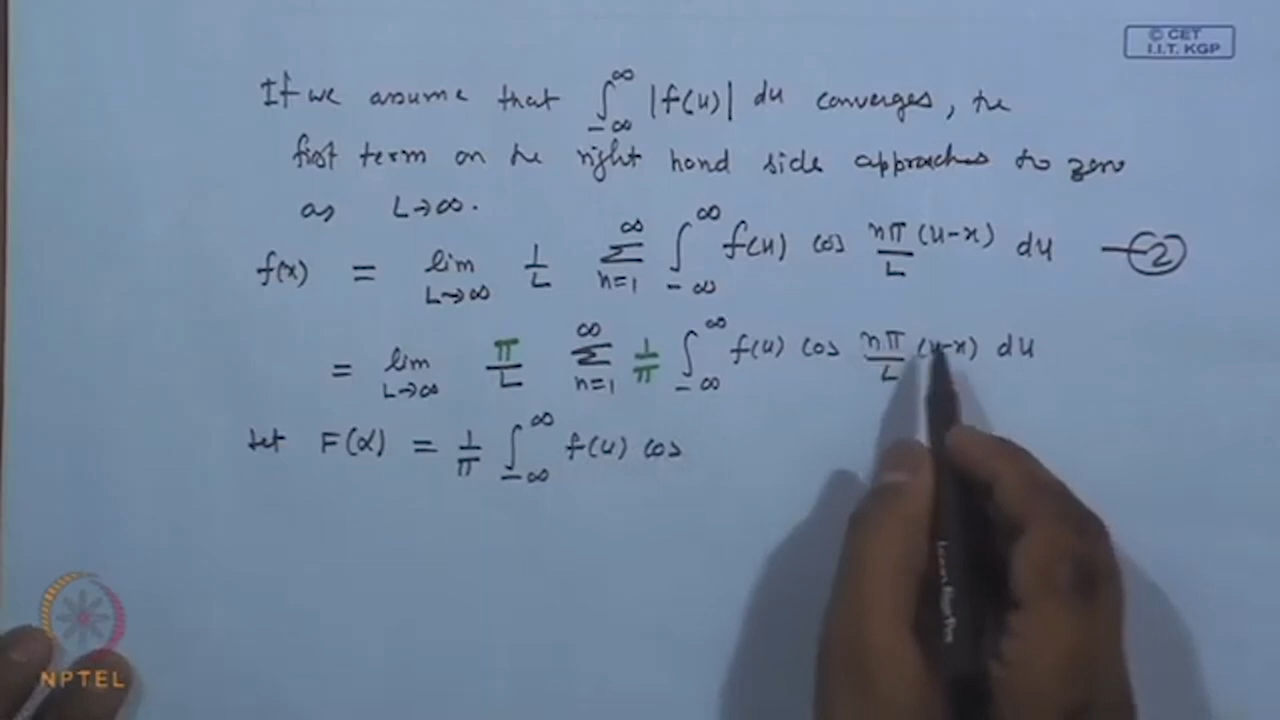 © CET
I.I.T. KGP
If we assume that ∫_{-∞}^{∞} |f(u)| du converges, the
first term on the right hand side approaches to zero
as L→∞.
f(x) = lim_{L→∞} 1/L Σ_{n=1}^{∞} ∫_{-∞}^{∞} f(u) cos nπ/L (u-x) du —②
= lim_{L→∞} π/L Σ_{n=1}^{∞} 1/π ∫_{-∞}^{∞} f(u) cos nπ/L (u-x) du
Let F(α) = 1/π ∫_{-∞}^{∞} f(u) cos
NPTEL